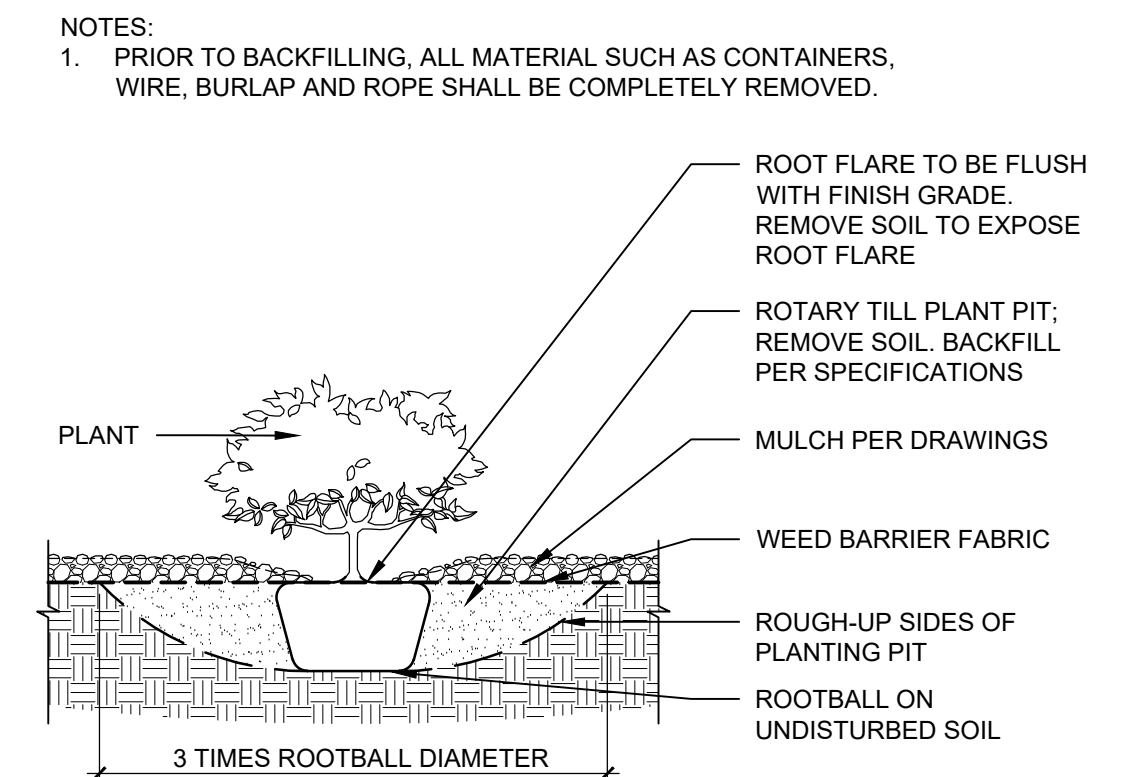 NOTES:
1. PRIOR TO BACKFILLING, ALL MATERIAL SUCH AS CONTAINERS,
WIRE, BURLAP AND ROPE SHALL BE COMPLETELY REMOVED.
ROOT FLARE TO BE FLUSH
WITH FINISH GRADE.
REMOVE SOIL TO EXPOSE
ROOT FLARE
ROTARY TILL PLANT PIT;
REMOVE SOIL. BACKFILL
PER SPECIFICATIONS
PLANT
MULCH PER DRAWINGS
WEED BARRIER FABRIC
ROUGH-UP SIDES OF
PLANTING PIT
ROOTBALL ON
UNDISTURBED SOIL
3 TIMES ROOTBALL DIAMETER